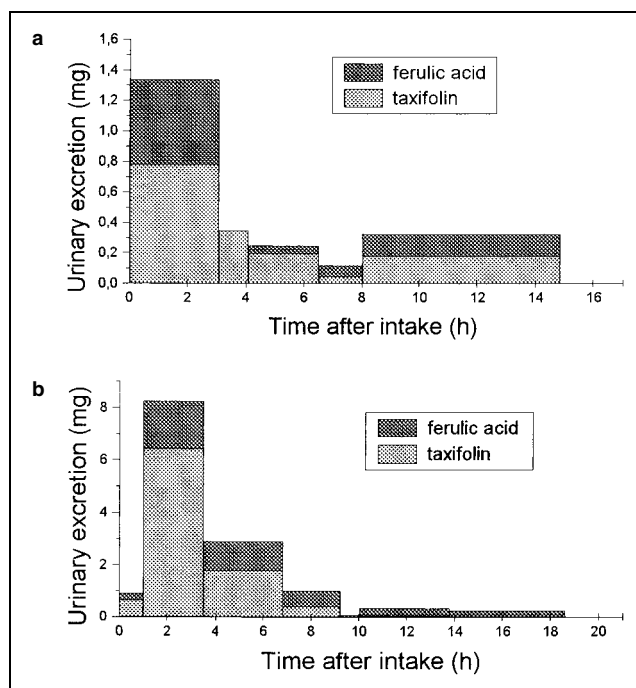 a
Urinary excretion (mg)
1,6
1,4
1,2
1,0
0,8
0,6
0,4
0,2
0,0
ferulic acid
taxifolin
0 2 4 6 8 10 12 14 16
Time after intake (h)
b
Urinary excretion (mg)
8
6
4
2
0
ferulic acid
taxifolin
0 2 4 6 8 10 12 14 16 18 20
Time after intake (h)